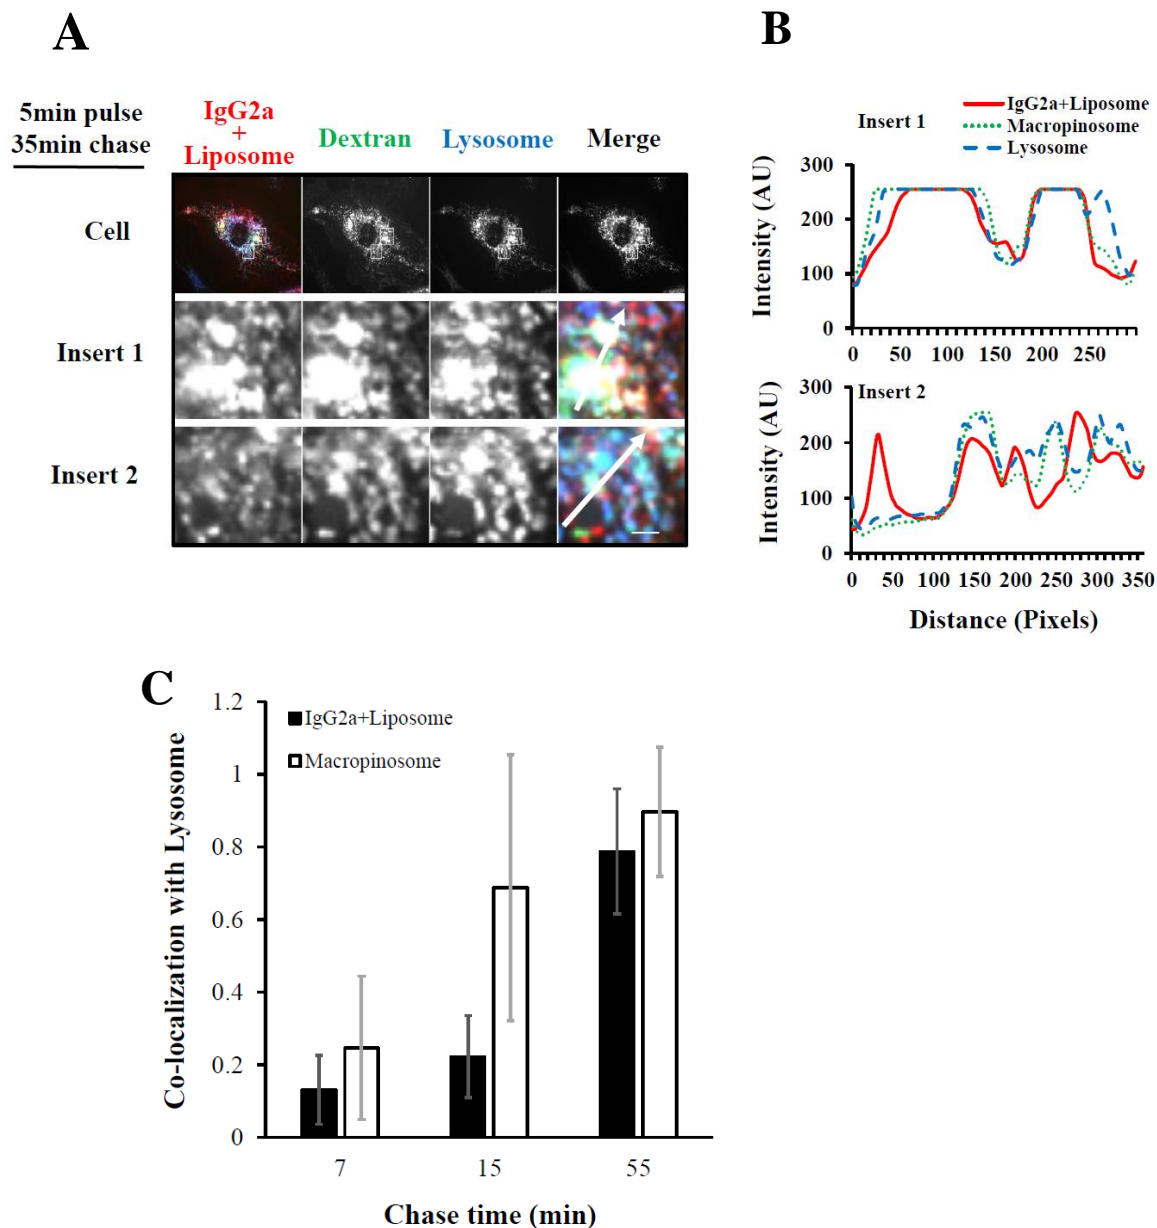 A
5min pulse
35min chase
IgG2a
+
Liposome
Dextran
Lysosome
Merge
Cell
Insert 1
Insert 2
B
IgG2a+Liposome
Macropinosome
Lysosome
Insert 1
Intensity (AU)
300
200
100
0
0 50 100 150 200 250
Insert 2
Intensity (AU)
300
200
100
0
0 50 100 150 200 250 300 350
Distance (Pixels)
C
IgG2a+Liposome
Macropinosome
Co-localization with Lysosome
1.2
1
0.8
0.6
0.4
0.2
0
7 15 55
Chase time (min)